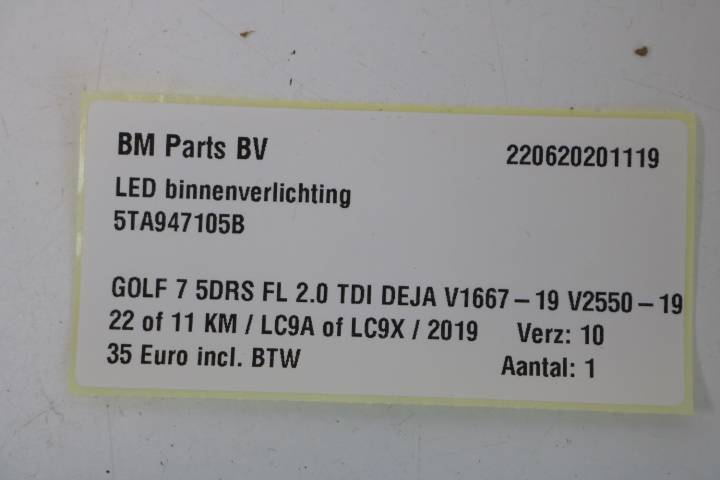 BM Parts BV 220620201119
LED binnenverlichting
5TA947105B
GOLF 7 5DRS FL 2.0 TDI DEJA V1667 – 19 V2550 – 19
22 of 11 KM / LC9A of LC9X / 2019 Verz: 10
35 Euro incl. BTW Aantal: 1